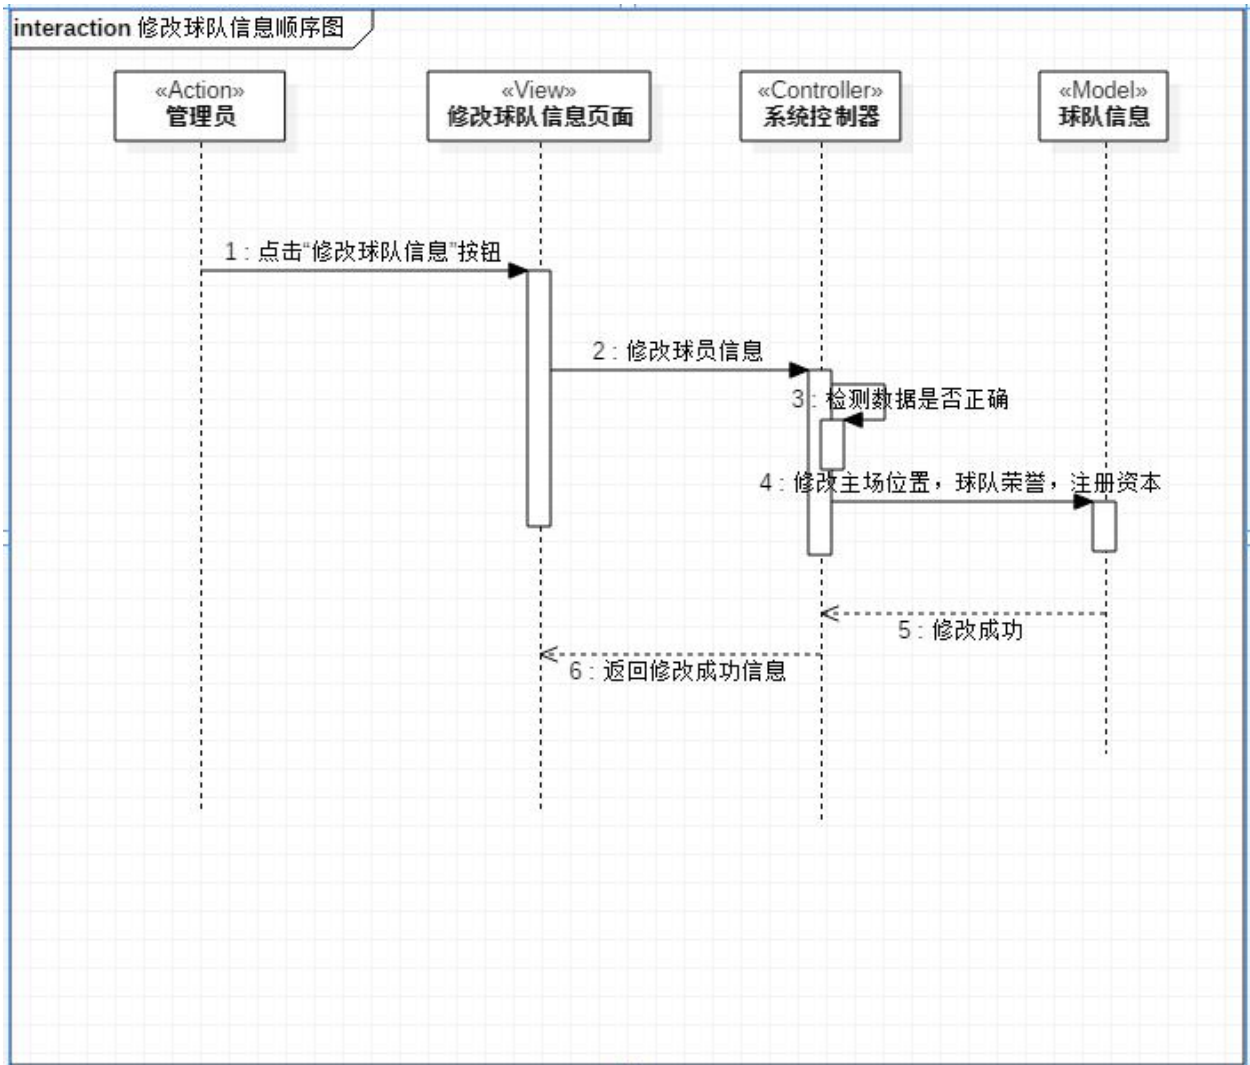 interaction 修改球队信息顺序图
«Action»
管理员
«View»
修改球队信息页面
«Controller»
系统控制器
«Model»
球队信息
1 : 点击“修改球队信息”按钮
2 : 修改球员信息
3 : 检测数据是否正确
4 : 修改主场位置，球队荣誉，注册资本
5 : 修改成功
6 : 返回修改成功信息